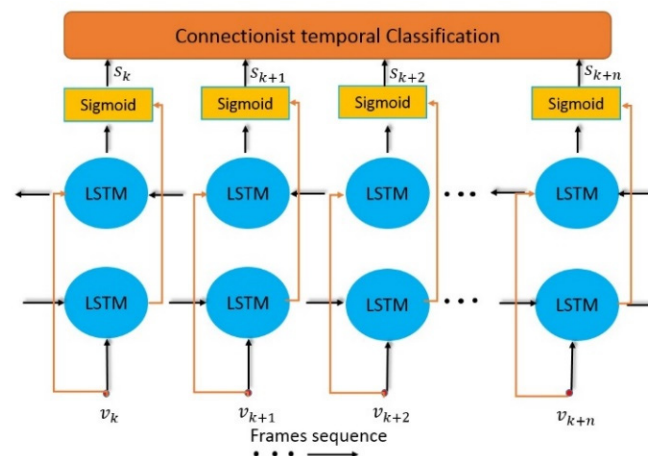 Connectionist temporal Classification
s_k s_{k+1} s_{k+2} s_{k+n}
Sigmoid Sigmoid Sigmoid Sigmoid
LSTM LSTM LSTM LSTM
LSTM LSTM LSTM LSTM
v_k v_{k+1} v_{k+2} v_{k+n}
Frames sequence